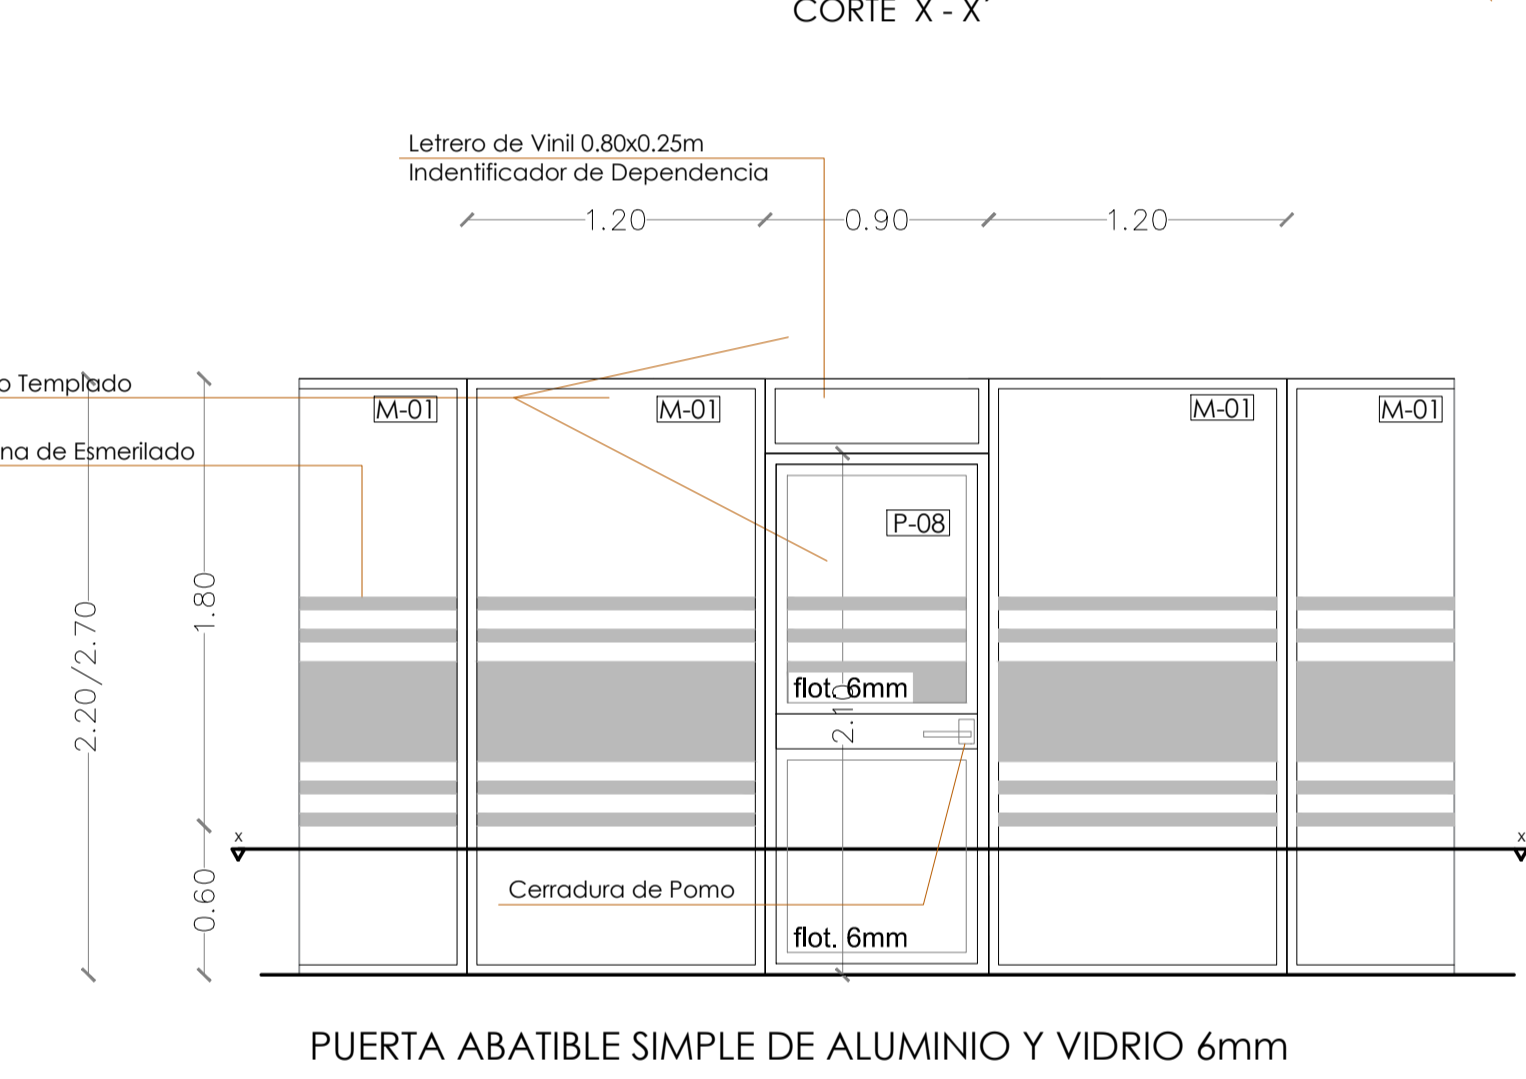 CORTE X - X'
Letrero de Vinil 0.80x0.25m
Indentificador de Dependencia
1.20
0.90
1.20
o Templado
M-01
M-01
M-01
M-01
na de Esmerilado
P-08
1.80
2.20/2.70
flot. 6mm
2.10
x
x
0.60
Cerradura de Pomo
flot. 6mm
PUERTA ABATIBLE SIMPLE DE ALUMINIO Y VIDRIO 6mm